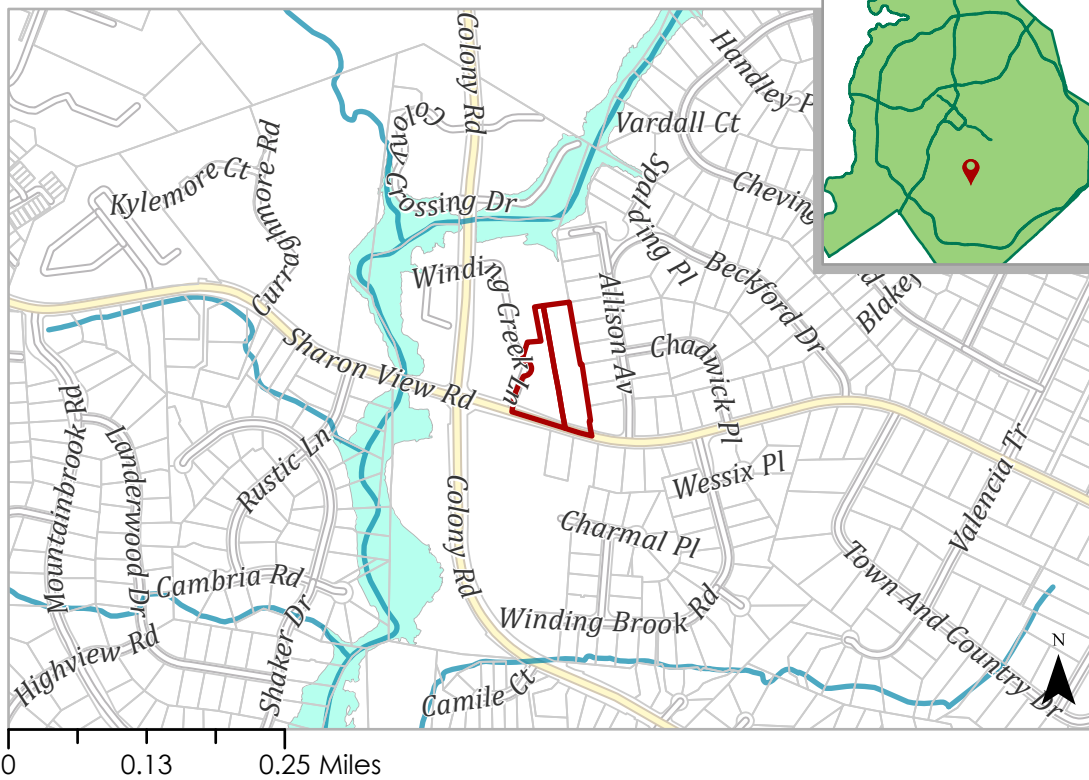 Colony Rd
Handley P
Vardall Ct
Colony Crossing Dr
Kylemore Ct
Curraghmore Rd
Spalding Pl
Cheving
Winding Creek Ln
Allison Av
Beckford Dr
Blakey
Chadwick Pl
Sharon View Rd
Mountainbrook Rd
Landerwood Dr
Rustic Ln
Colony Rd
Wessix Pl
Charmal Pl
Valencia Tr
Town And Country Dr
Cambria Rd
Winding Brook Rd
Highview Rd
Shaker Dr
Camile Ct
N
0 0.13 0.25 Miles